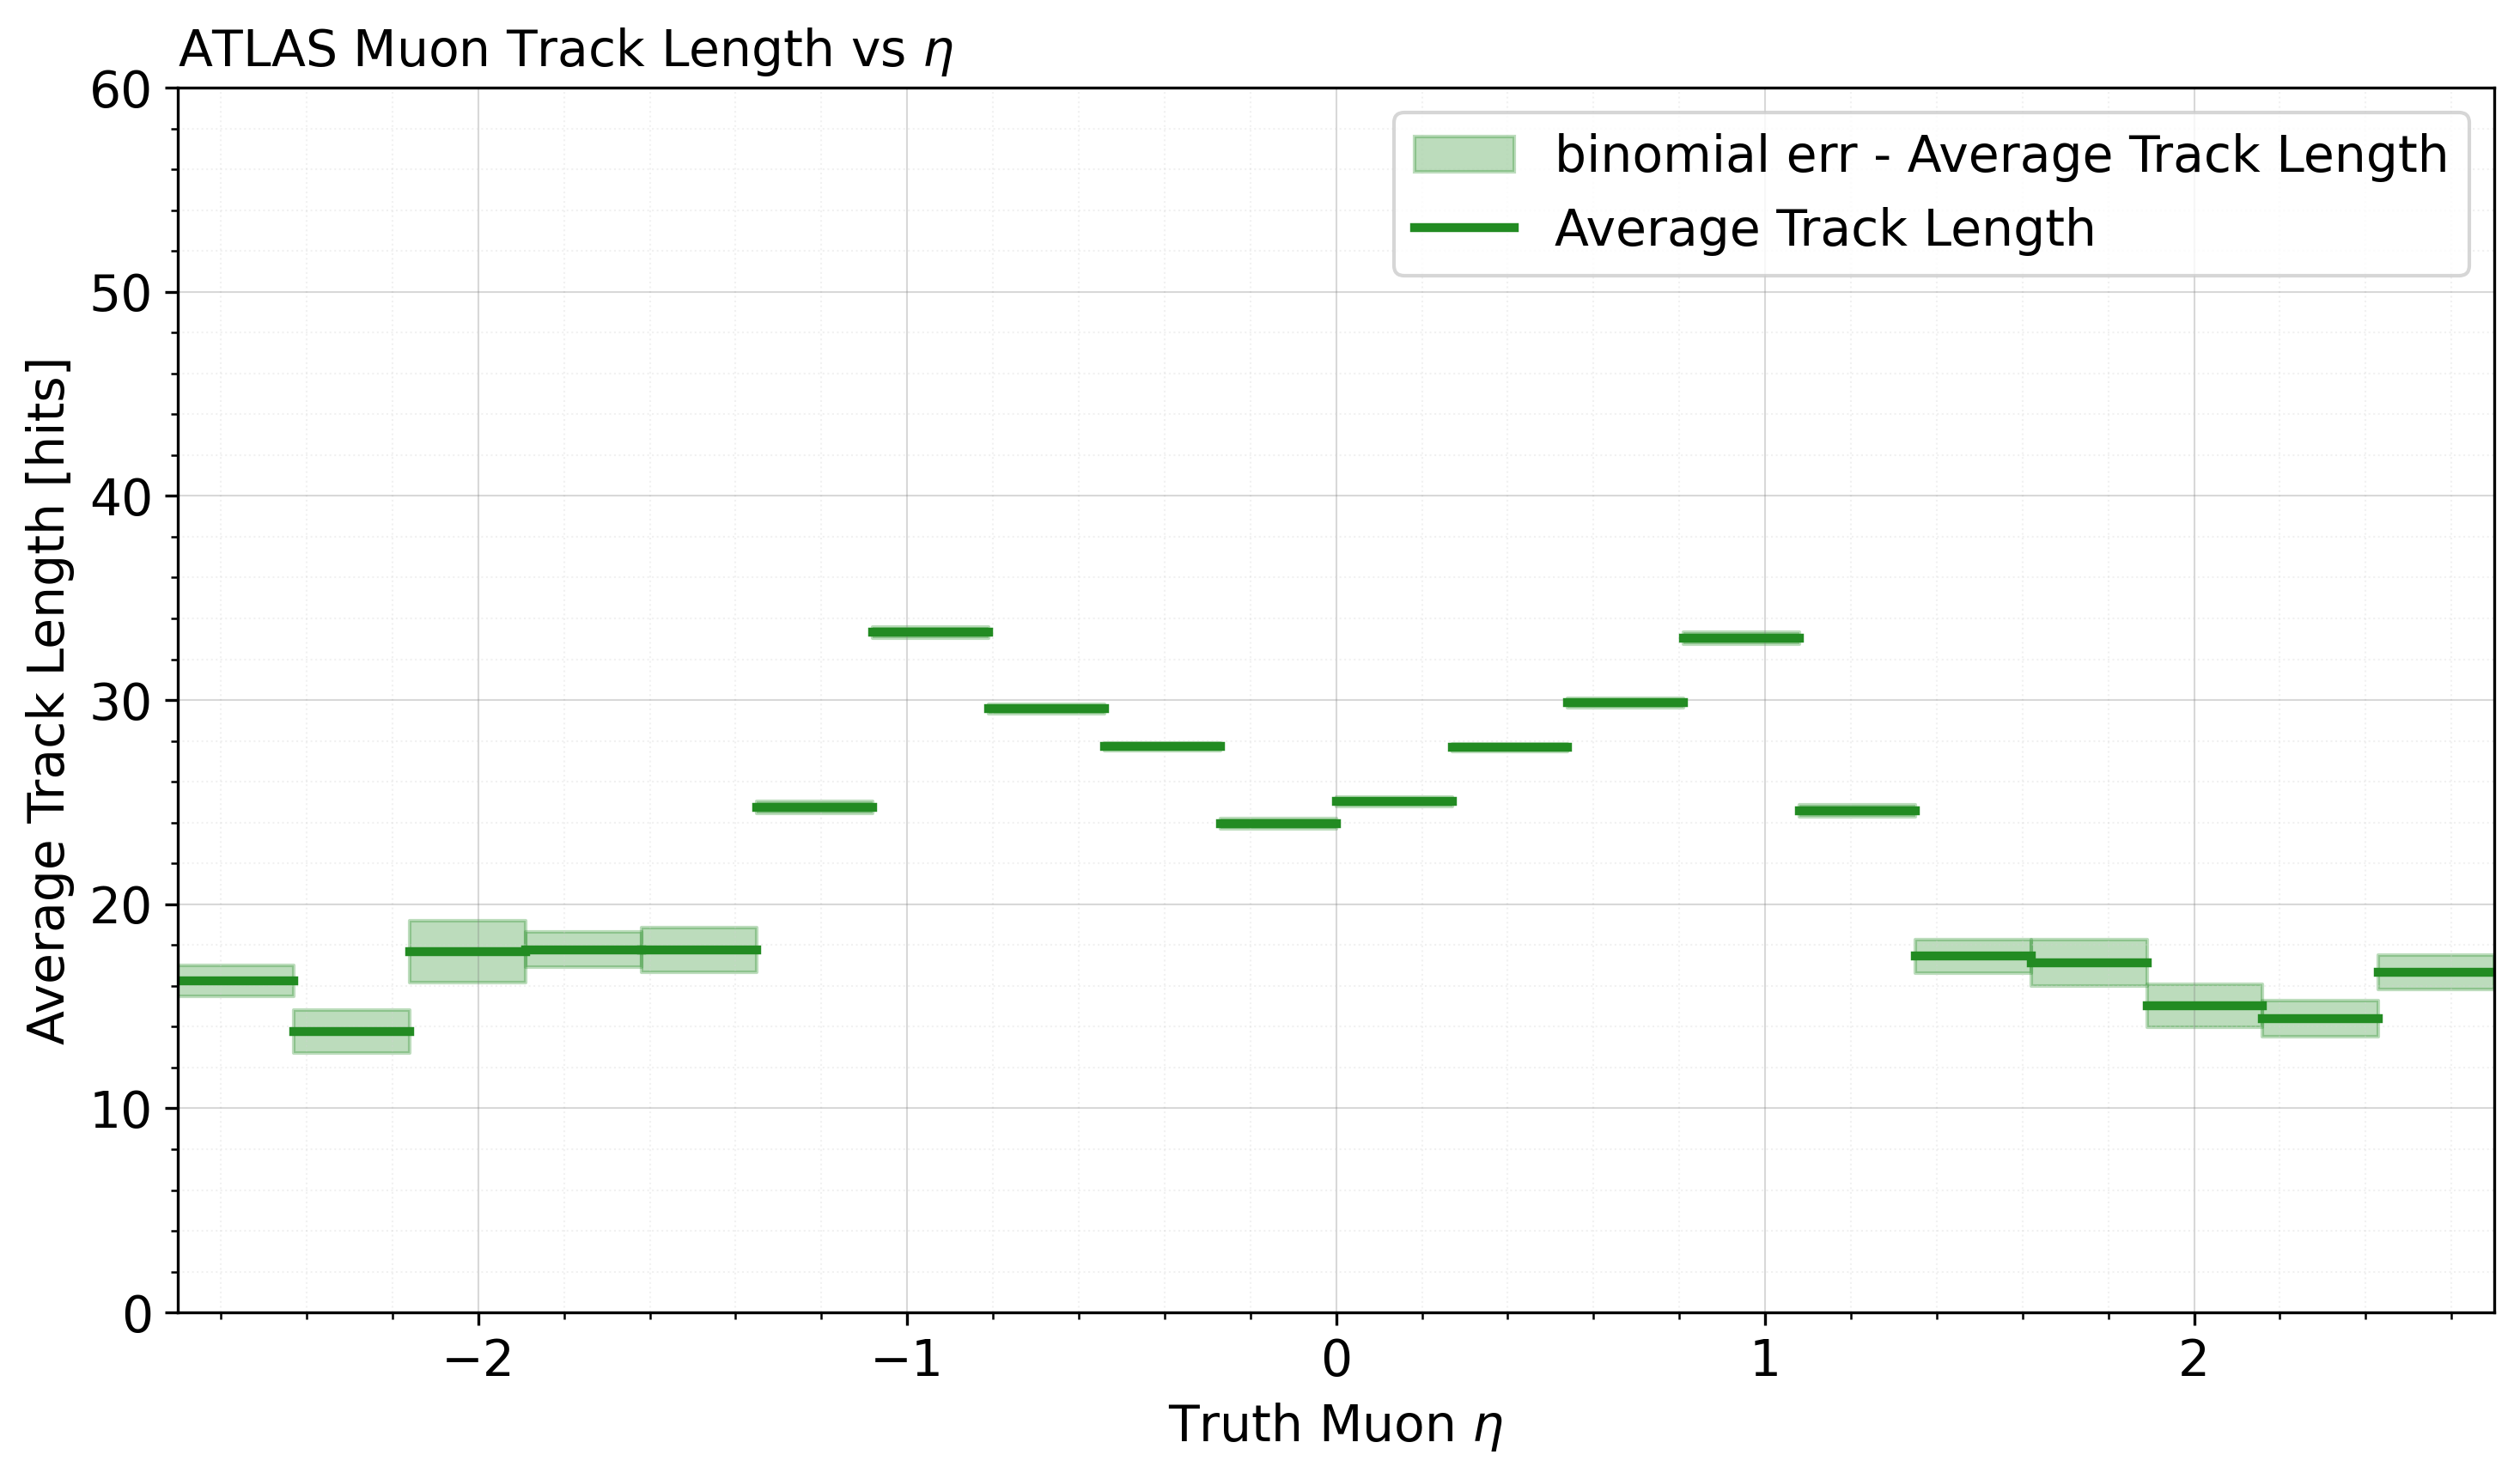 ATLAS Muon Track Length vs η
60
50
40
30
20
10
0
Average Track Length [hits]
binomial err - Average Track Length
Average Track Length
−2
−1
0
1
2
Truth Muon η